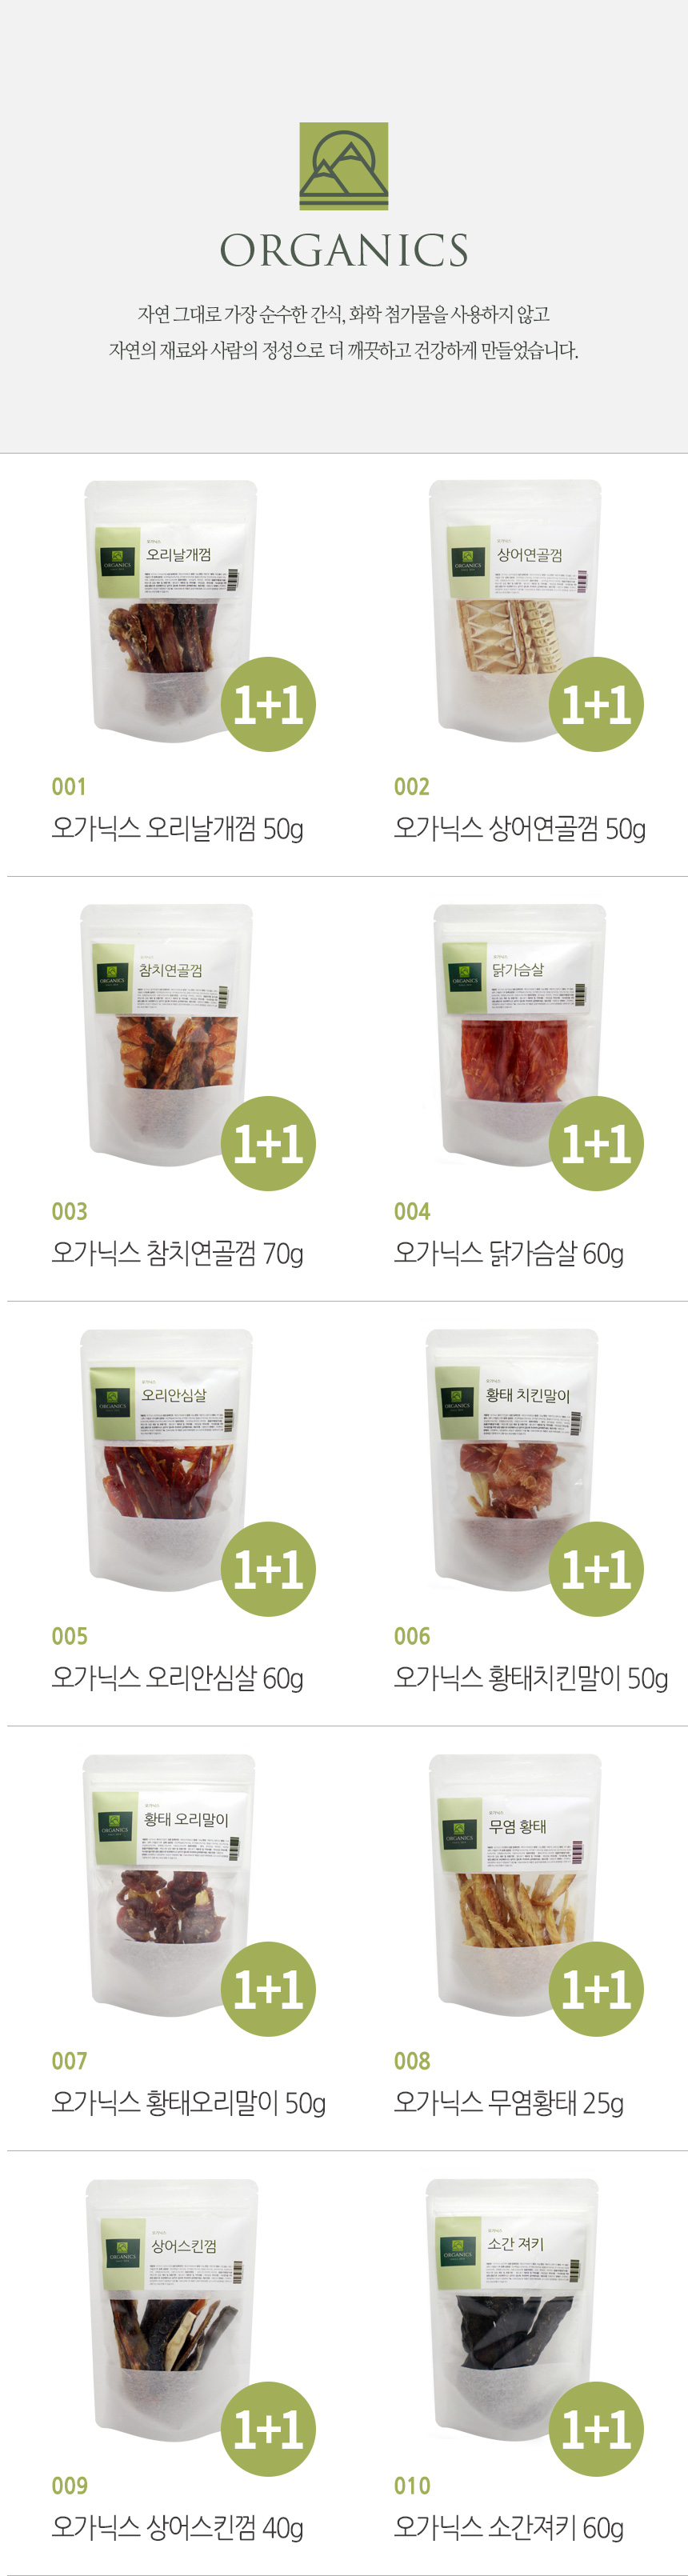 ORGANICS
자연 그대로 가장 순수한 간식, 화학 첨가물을 사용하지 않고
자연의 재료와 사람의 정성으로 더 깨끗하고 건강하게 만들었습니다.
ORGANICS
오리날개껌
1+1
001
오가닉스 오리날개껌 50g
ORGANICS
상어연골껌
1+1
002
오가닉스 상어연골껌 50g
ORGANICS
참치연골껌
1+1
003
오가닉스 참치연골껌 70g
ORGANICS
닭가슴살
1+1
004
오가닉스 닭가슴살 60g
ORGANICS
오리안심살
1+1
005
오가닉스 오리안심살 60g
ORGANICS
황태 치킨말이
1+1
006
오가닉스 황태치킨말이 50g
ORGANICS
황태 오리말이
1+1
007
오가닉스 황태오리말이 50g
ORGANICS
무염 황태
1+1
008
오가닉스 무염황태 25g
ORGANICS
상어스킨껌
1+1
009
오가닉스 상어스킨껌 40g
ORGANICS
소간 져키
1+1
010
오가닉스 소간져키 60g